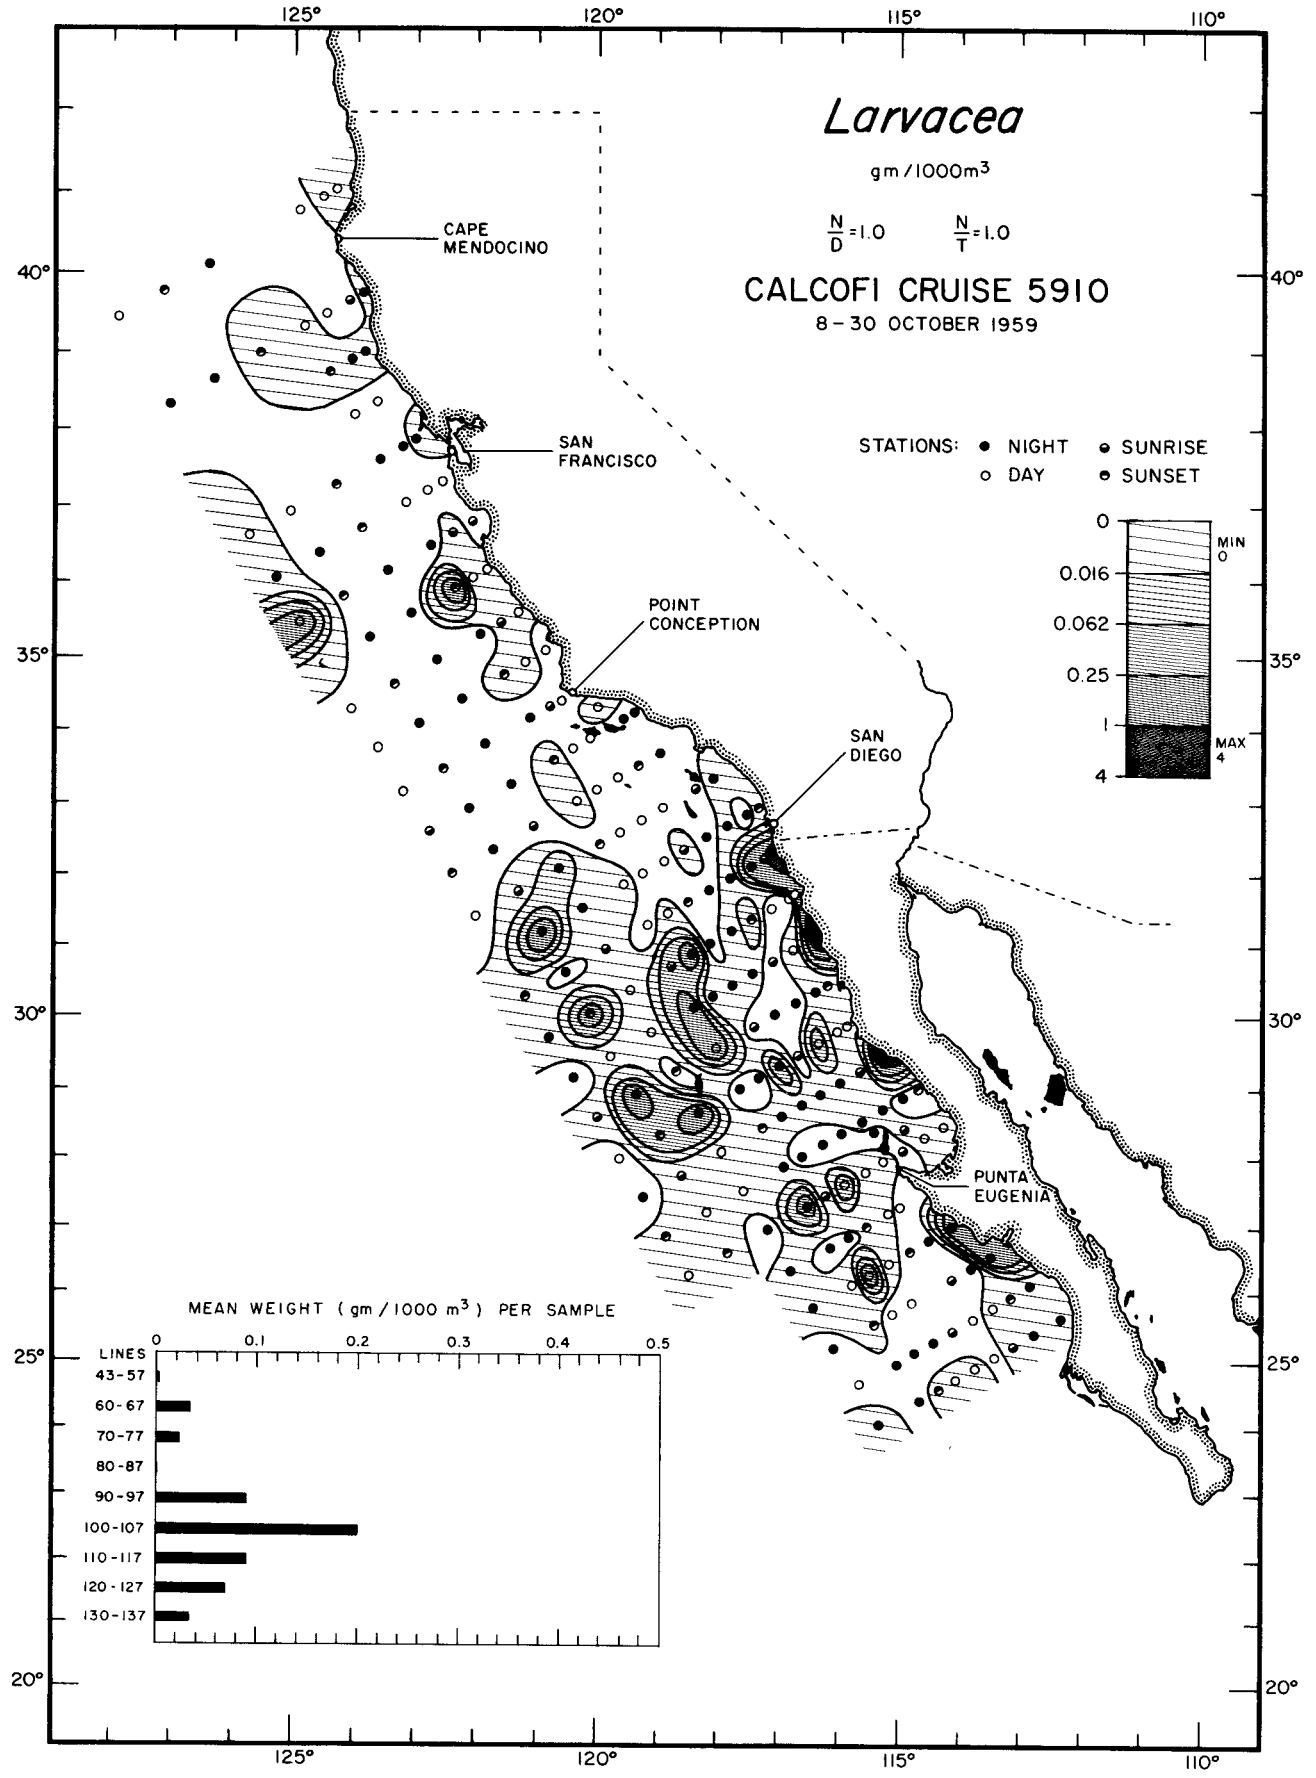 125° 120° 115° 110°
Larvacea
gm/1000m³
N/D =1.0 N/T =1.0
CALCOFI CRUISE 5910
8-30 OCTOBER 1959
CAPE
MENDOCINO
40° 40°
SAN
FRANCISCO
STATIONS: ● NIGHT SUNRISE
○ DAY SUNSET
0
MIN
0
0.016
0.062
0.25
1
MAX
4
4
POINT
CONCEPTION
35° 35°
SAN
DIEGO
30° 30°
PUNTA
EUGENIA
MEAN WEIGHT (gm/1000 m³) PER SAMPLE
0 0.1 0.2 0.3 0.4 0.5
LINES
25° 25°
43-57
60-67
70-77
80-87
90-97
100-107
110-117
120-127
130-137
20° 20°
125° 120° 115° 110°